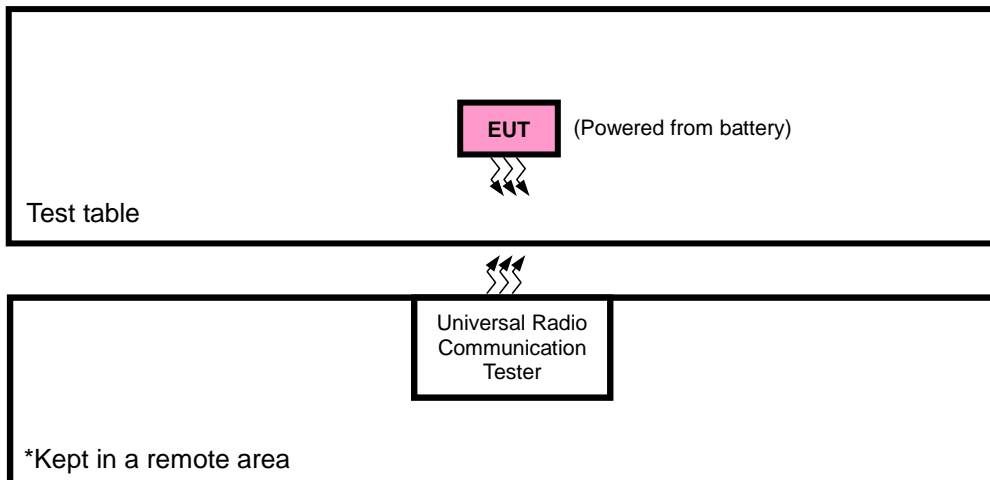 EUT
(Powered from battery)
Test table
Universal Radio
Communication
Tester
*Kept in a remote area